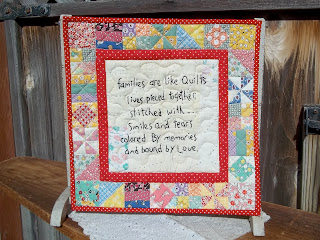 families are like Quilts
lives pieced together
stitched with....
smiles and tears
colored By memories
and bound by Love.